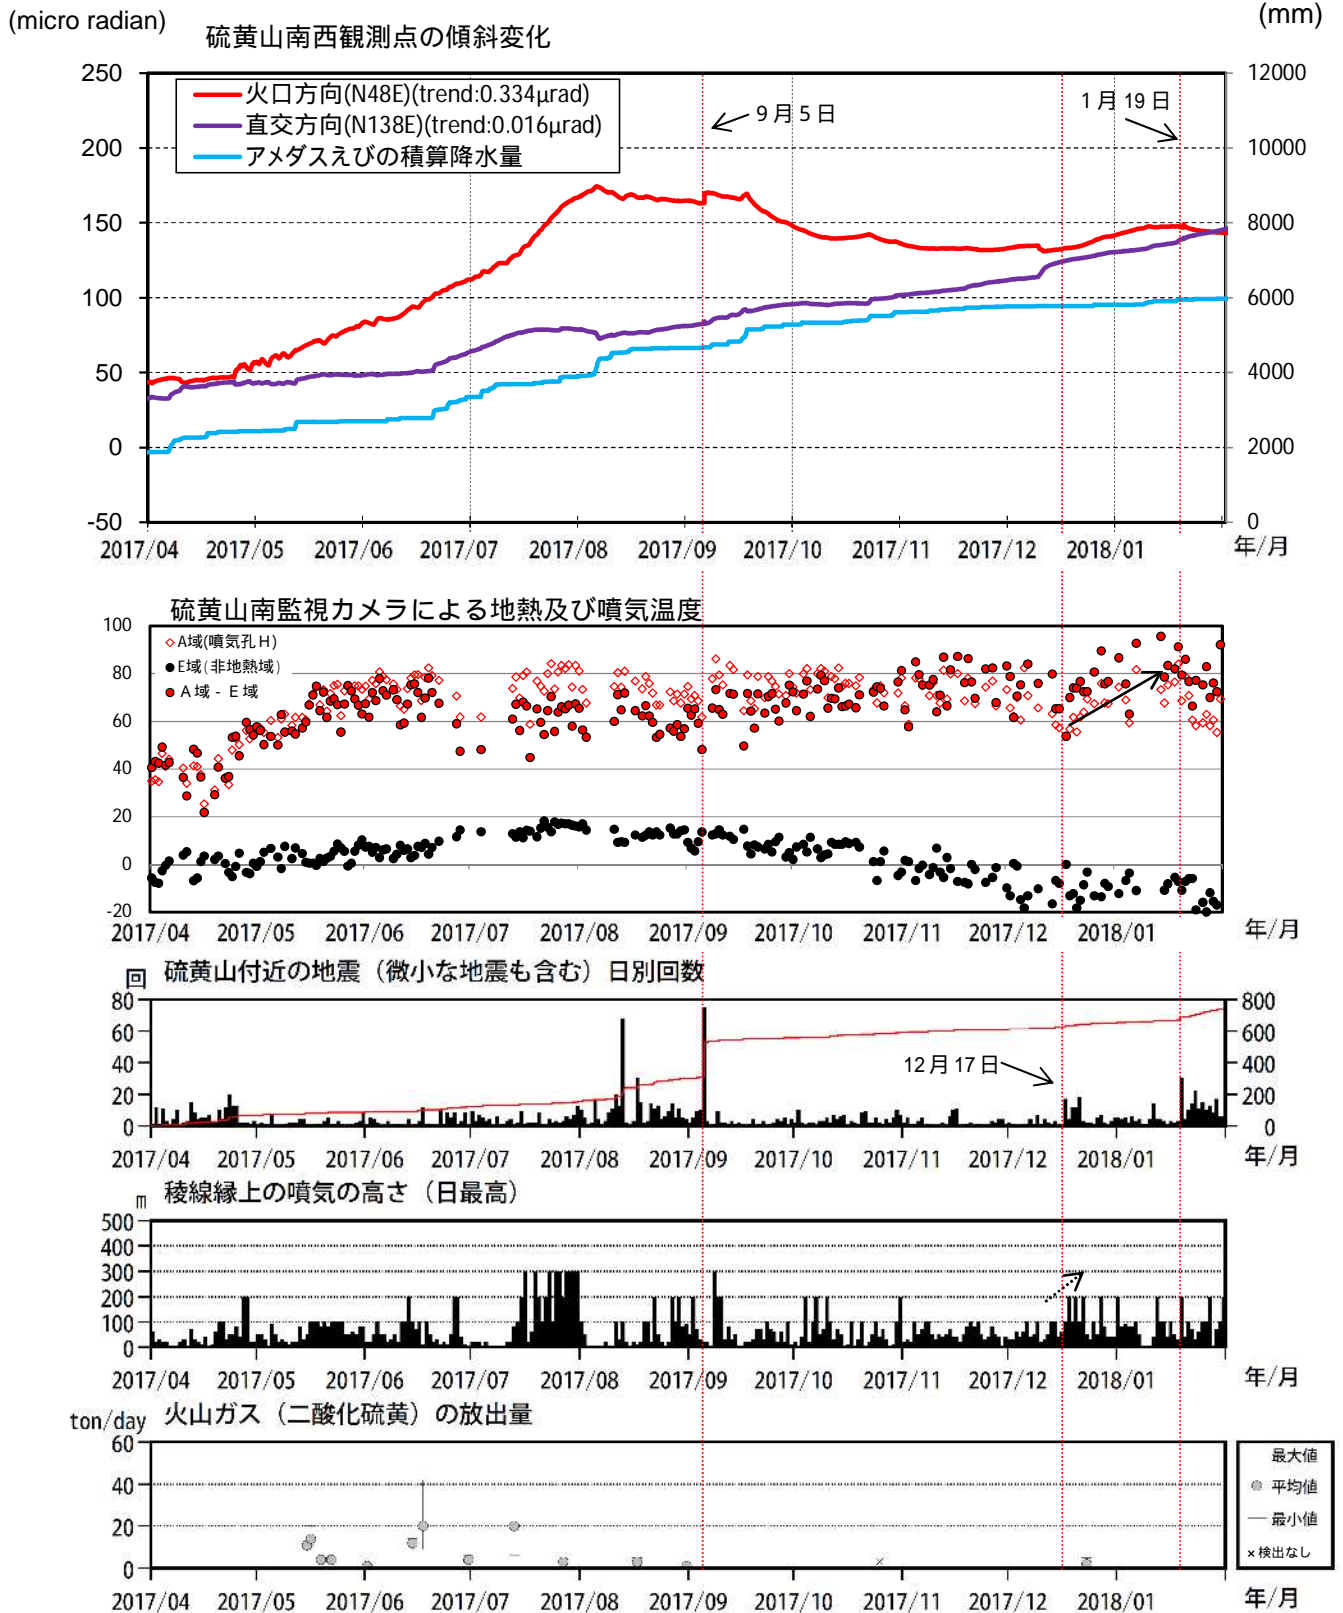 (micro radian)
(mm)
硫黄山南西観測点の傾斜変化
火口方向(N48E)(trend:0.334μrad)
直交方向(N138E)(trend:0.016μrad)
アメダスえびの積算降水量
9月5日
1月19日
250
200
150
100
50
0
-50
12000
10000
8000
6000
4000
2000
0
2017/04 2017/05 2017/06 2017/07 2017/08 2017/09 2017/10 2017/11 2017/12 2018/01
年/月
硫黄山南監視カメラによる地熱及び噴気温度
A域(噴気孔H)
E域(非地熱域)
A域 - E域
100
80
60
40
20
0
-20
2017/04 2017/05 2017/06 2017/07 2017/08 2017/09 2017/10 2017/11 2017/12 2018/01
年/月
回 硫黄山付近の地震（微小な地震も含む）日別回数
12月17日
80
60
40
20
0
800
600
400
200
0
2017/04 2017/05 2017/06 2017/07 2017/08 2017/09 2017/10 2017/11 2017/12 2018/01
年/月
m 稜線縁上の噴気の高さ（日最高）
500
400
300
200
100
0
2017/04 2017/05 2017/06 2017/07 2017/08 2017/09 2017/10 2017/11 2017/12 2018/01
年/月
ton/day 火山ガス（二酸化硫黄）の放出量
60
40
20
0
最大値
平均値
最小値
×検出なし
2017/04 2017/05 2017/06 2017/07 2017/08 2017/09 2017/10 2017/11 2017/12 2018/01
年/月